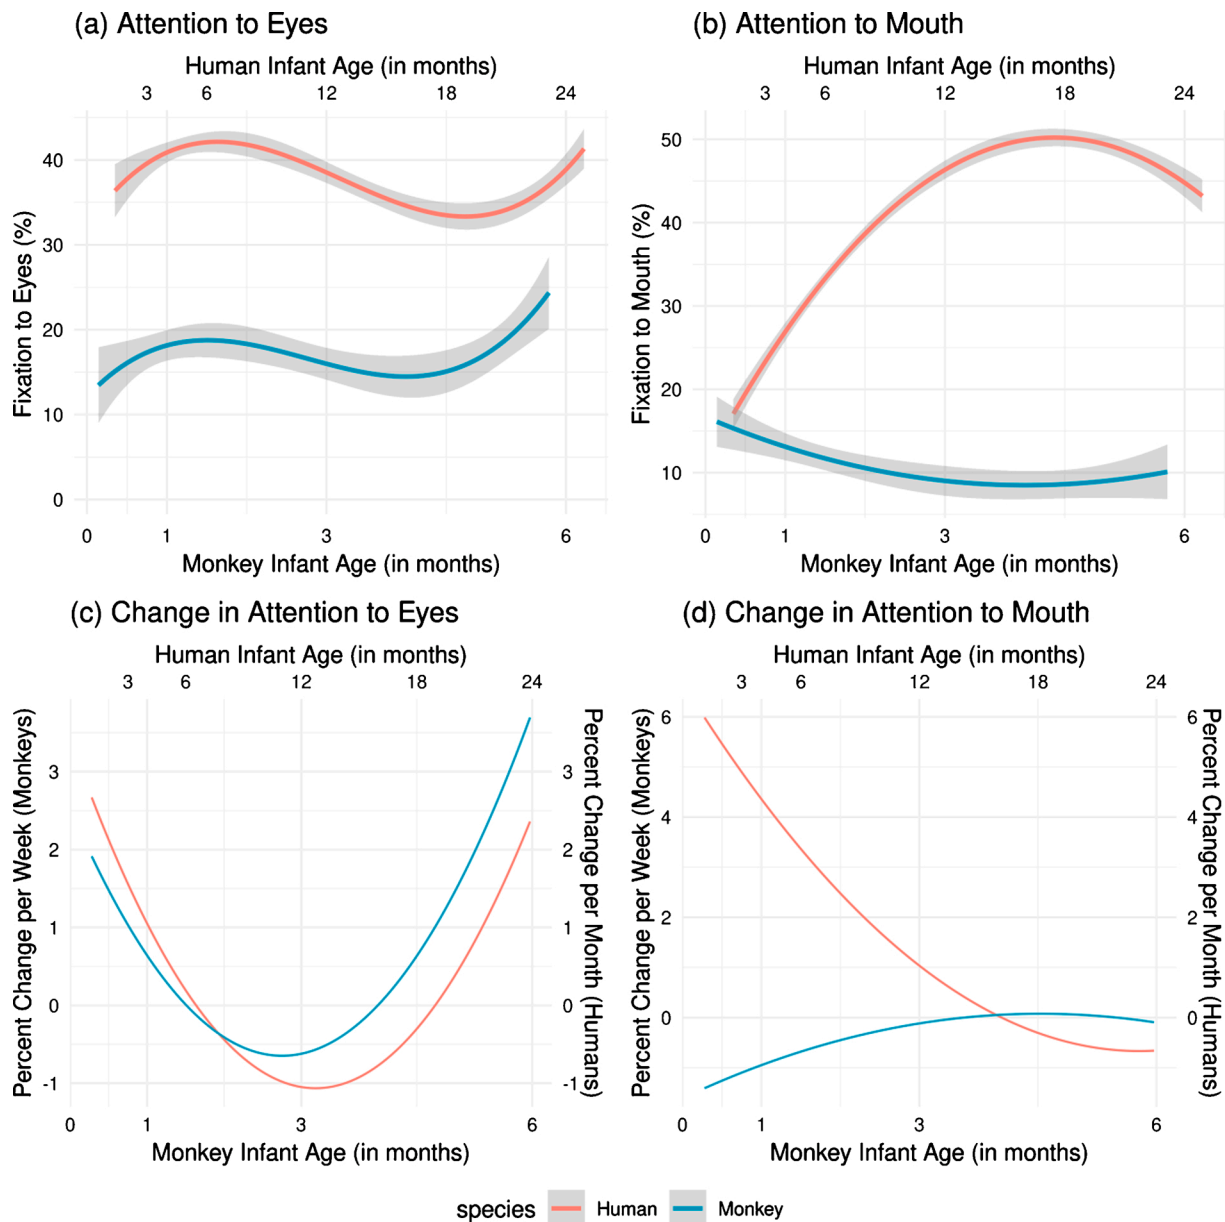 (a) Attention to Eyes
Human Infant Age (in months)
3 6 12 18 24
Fixation to Eyes (%)
40
30
20
10
0
0 1 3 6
Monkey Infant Age (in months)
(b) Attention to Mouth
Human Infant Age (in months)
3 6 12 18 24
Fixation to Mouth (%)
50
40
30
20
10
0 1 3 6
Monkey Infant Age (in months)
(c) Change in Attention to Eyes
Human Infant Age (in months)
3 6 12 18 24
Percent Change per Week (Monkeys)
3
2
1
0
-1
Percent Change per Month (Humans)
3
2
1
0
-1
0 1 3 6
Monkey Infant Age (in months)
(d) Change in Attention to Mouth
Human Infant Age (in months)
3 6 12 18 24
Percent Change per Week (Monkeys)
6
4
2
0
Percent Change per Month (Humans)
6
4
2
0
0 1 3 6
Monkey Infant Age (in months)
species Human Monkey